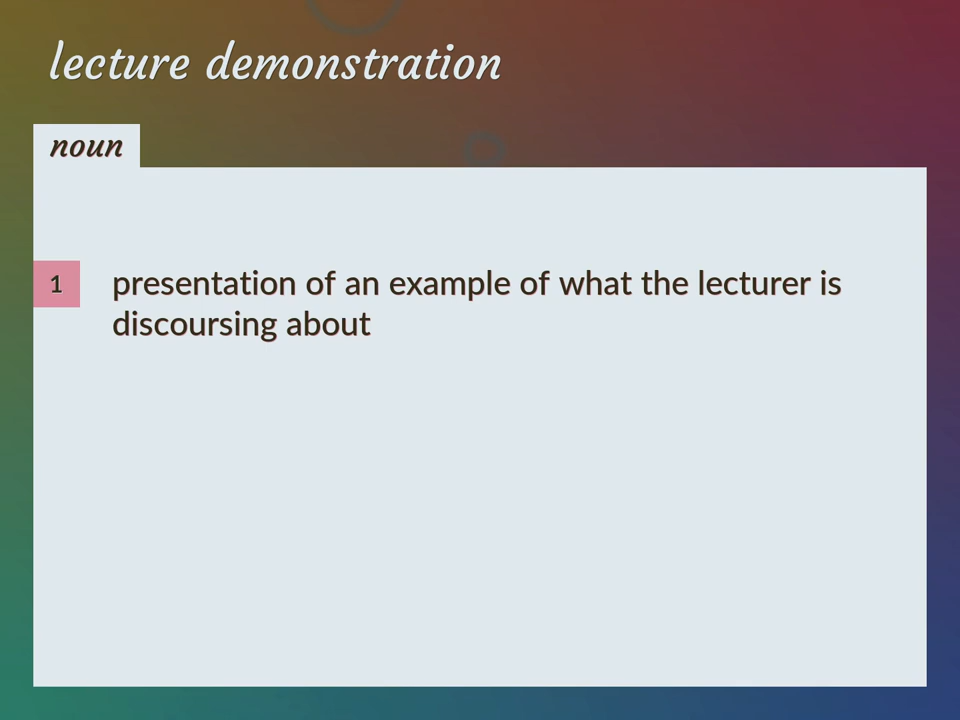 lecture demonstration
noun
1
presentation of an example of what the lecturer is
discoursing about